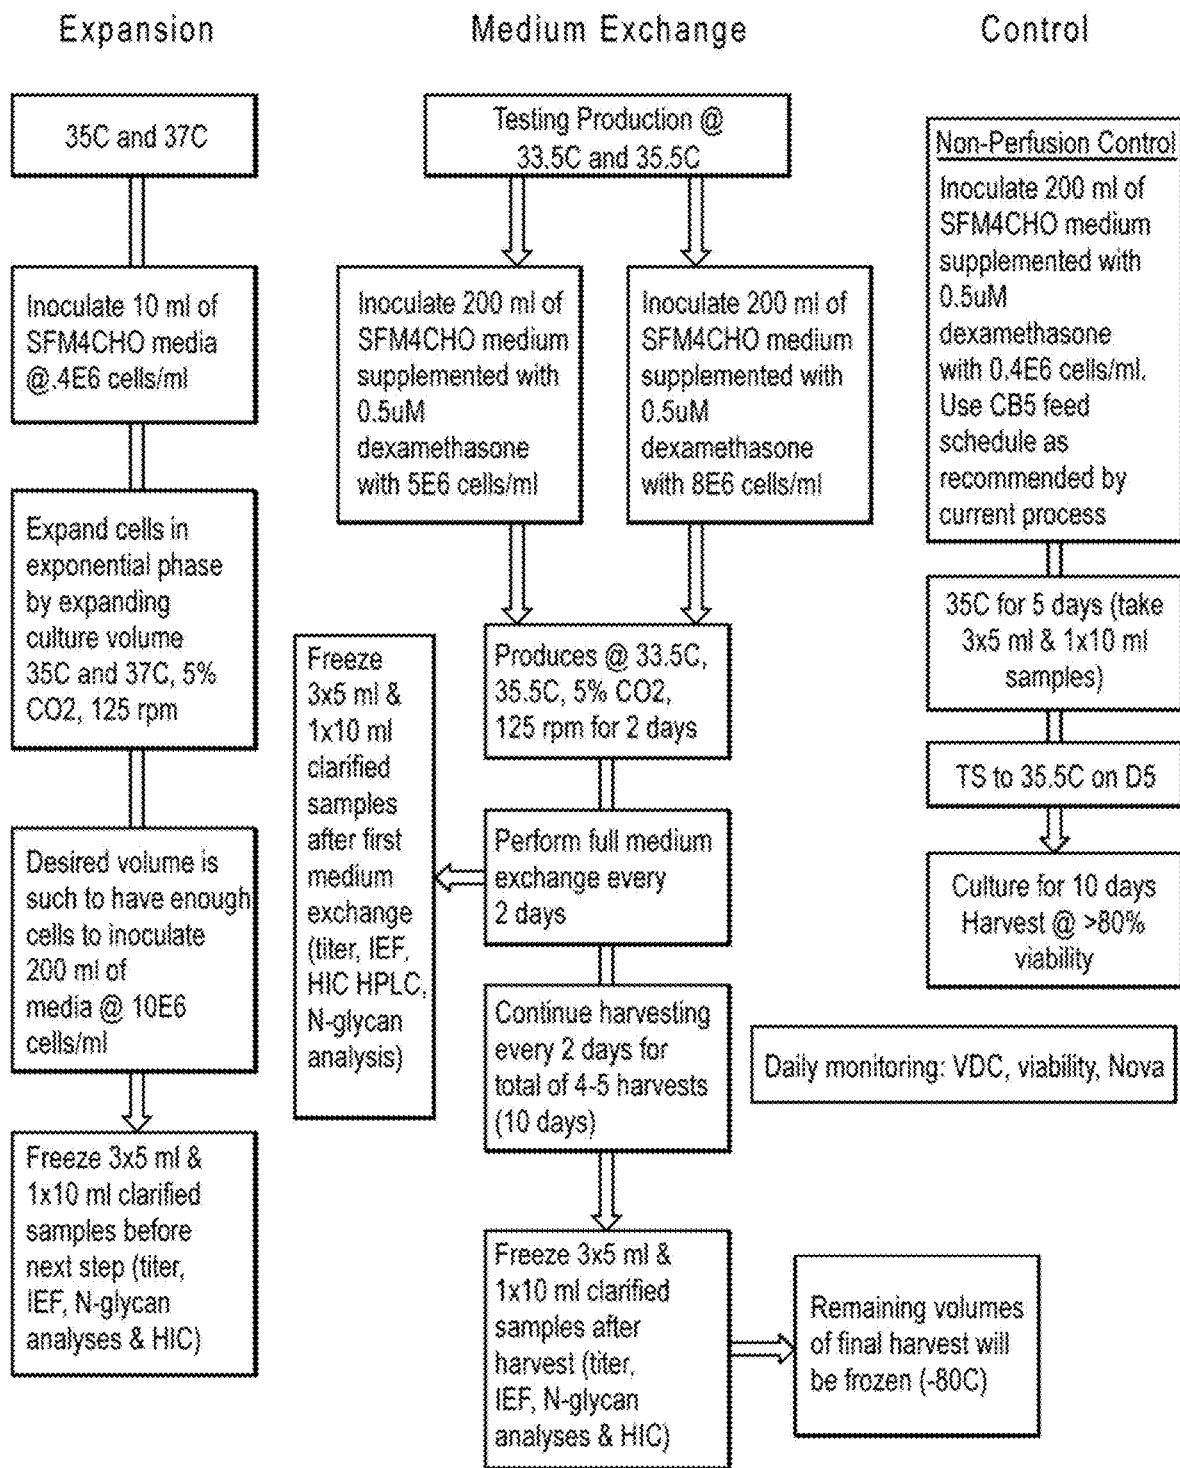 Expansion
35C and 37C
Inoculate 10 ml of
SFM4CHO media
@.4E6 cells/ml
Expand cells in
exponential phase
by expanding
culture volume
35C and 37C, 5%
CO2, 125 rpm
Desired volume is
such to have enough
cells to inoculate
200 ml of
media @ 10E6
cells/ml
Freeze 3x5 ml &
1x10 ml clarified
samples before
next step (titer,
IEF, N-glycan
analyses & HIC)
Medium Exchange
Testing Production @
33.5C and 35.5C
Inoculate 200 ml of
SFM4CHO medium
supplemented with
0.5uM
dexamethasone
with 5E6 cells/ml
Inoculate 200 ml of
SFM4CHO medium
supplemented with
0.5uM
dexamethasone
with 8E6 cells/ml
Produces @ 33.5C,
35.5C, 5% CO2,
125 rpm for 2 days
Perform full medium
exchange every
2 days
Freeze
3x5 ml &
1x10 ml
clarified
samples
after first
medium
exchange
(titer, IEF,
HIC HPLC,
N-glycan
analysis)
Continue harvesting
every 2 days for
total of 4-5 harvests
(10 days)
Freeze 3x5 ml &
1x10 ml clarified
samples after
harvest (titer,
IEF, N-glycan
analyses & HIC)
Remaining volumes
of final harvest will
be frozen (-80C)
Control
Non-Perfusion Control
Inoculate 200 ml of
SFM4CHO medium
supplemented with
0.5uM
dexamethasone
with 0.4E6 cells/ml.
Use CB5 feed
schedule as
recommended by
current process
35C for 5 days (take
3x5 ml & 1x10 ml
samples)
TS to 35.5C on D5
Culture for 10 days
Harvest @ >80%
viability
Daily monitoring: VDC, viability, Nova